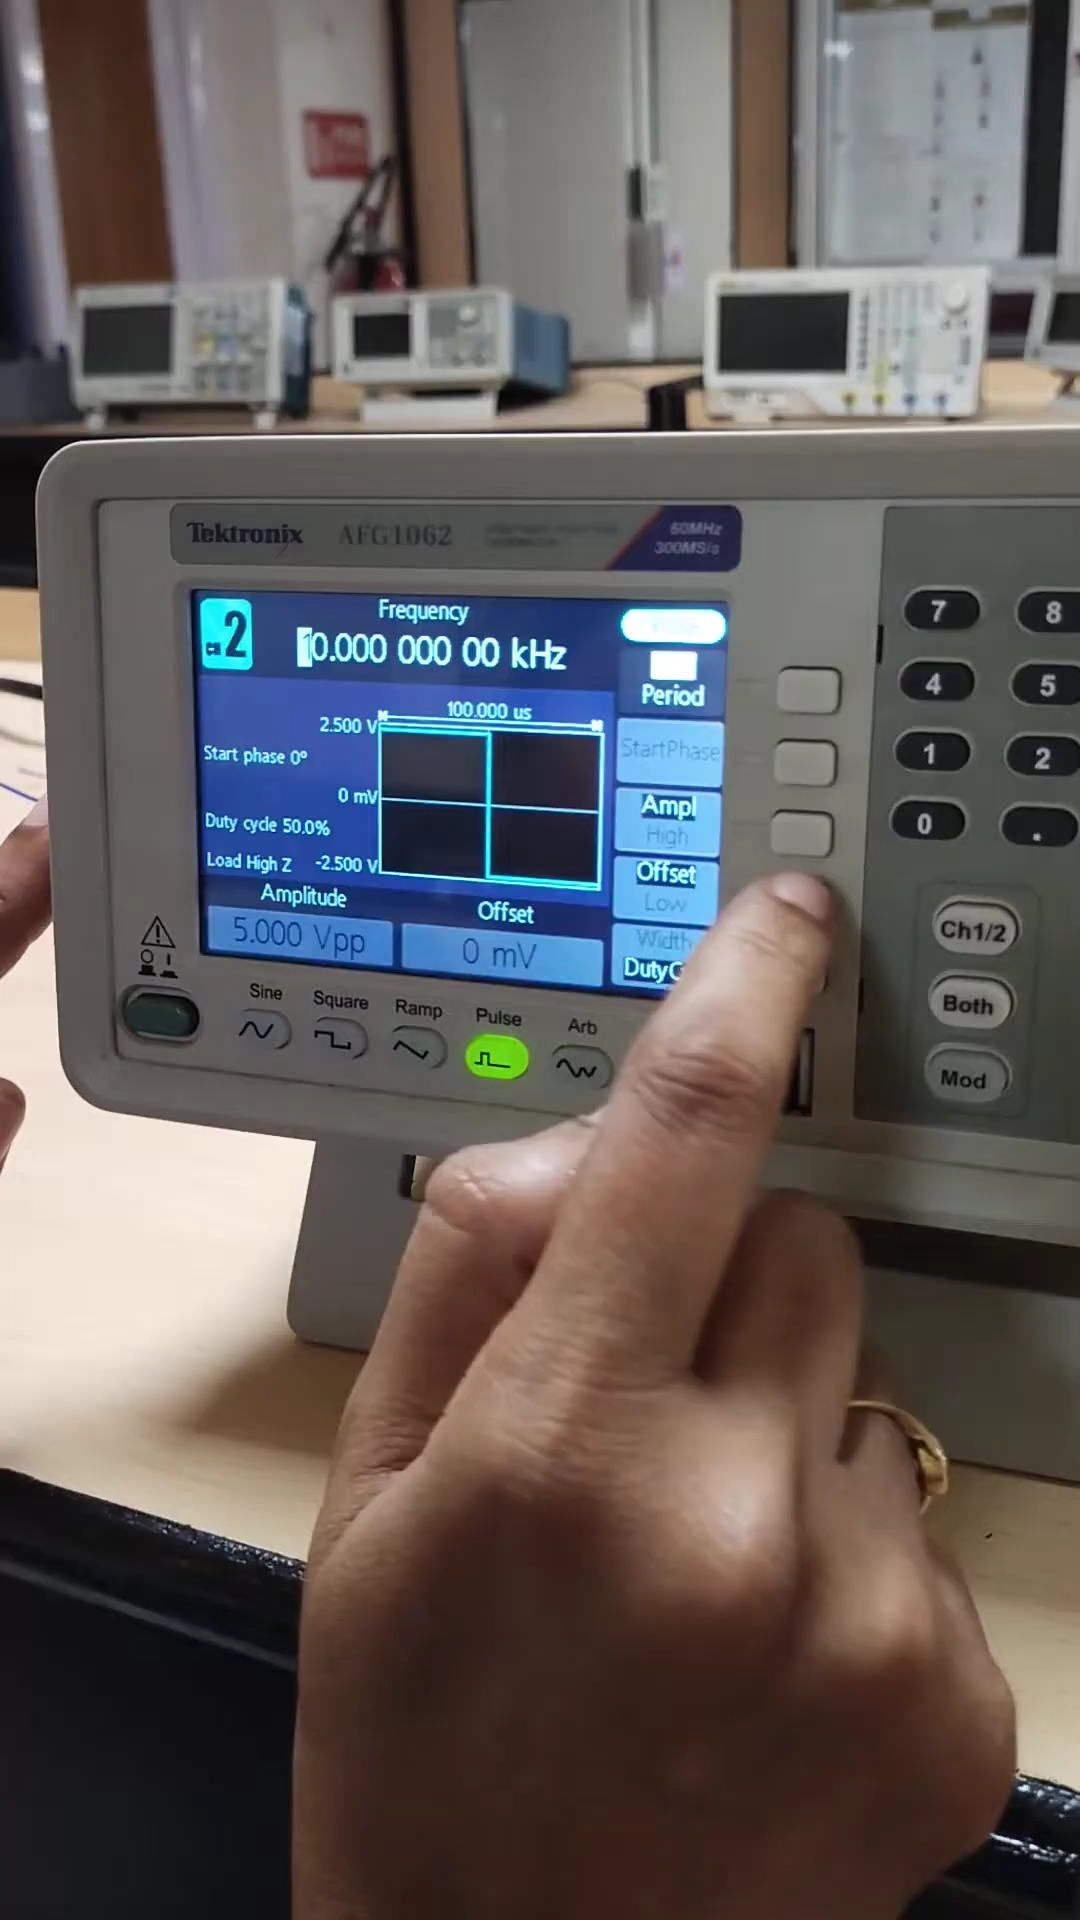 Tektronix AFG1062
60MHz
300MS/s
CH2
Frequency
10.000 000 00 kHz
Period
100.000 us
2.500 V
StartPhase
Start phase 0°
0 mV
Ampl
High
Duty cycle 50.0%
Offset
Low
Load High Z -2.500 V
Amplitude
Offset
Width
5.000 Vpp
0 mV
Sine
Square
Ramp
Pulse
Arb
7
8
4
5
1
2
0
.
Ch1/2
Both
Mod